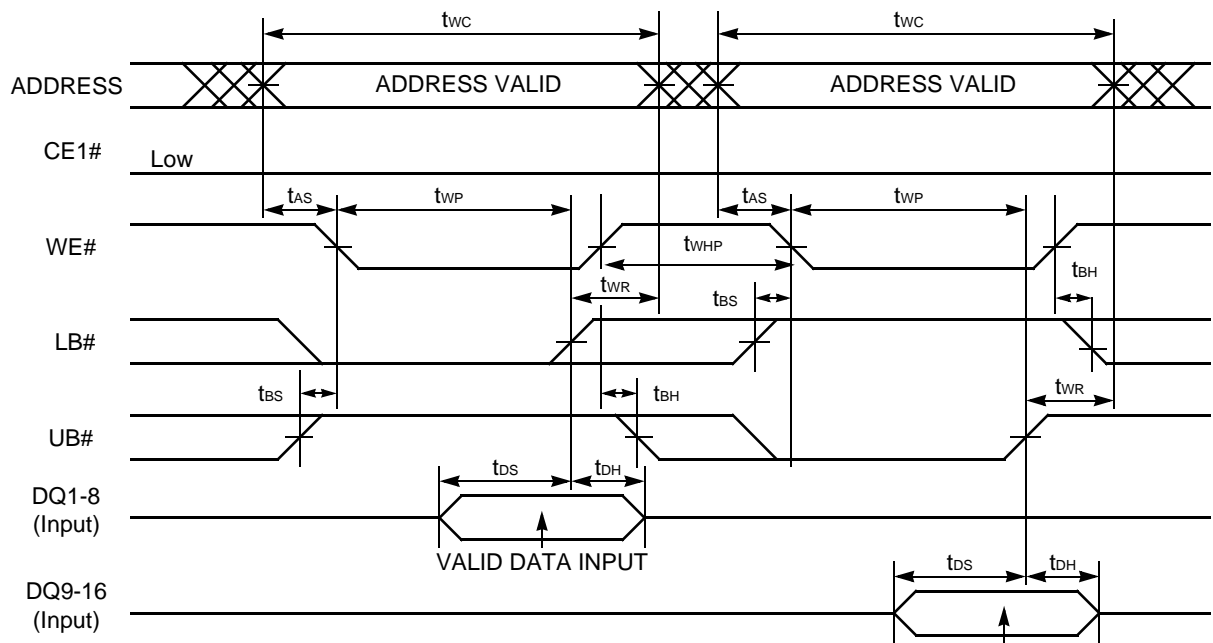 tWC tWC
ADDRESS ADDRESS VALID ADDRESS VALID
CE1# Low
tAS tWP tAS tWP
WE# tWHP tBH
tWR tBS
LB#
tBS tBH tWR
UB#
tDS tDH
DQ1-8
(Input)
VALID DATA INPUT
tDS tDH
DQ9-16
(Input)